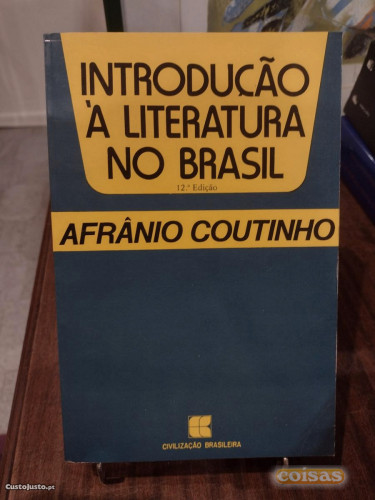 INTRODUÇÃO
À LITERATURA
NO BRASIL
12.ª Edição
AFRÂNIO COUTINHO
CIVILIZAÇÃO BRASILEIRA
CustoJusto.pt
coisas